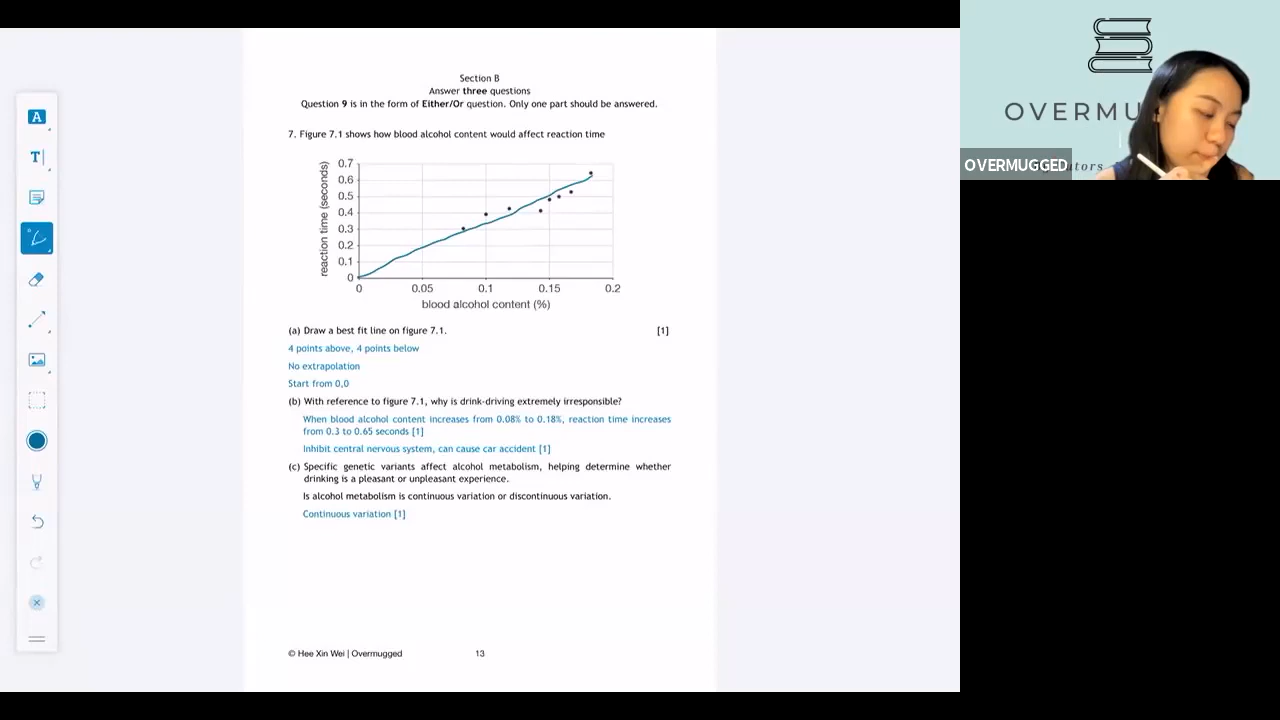 Section B
Answer three questions
Question 9 is in the form of Either/Or question. Only one part should be answered.
7. Figure 7.1 shows how blood alcohol content would affect reaction time
reaction time (seconds)
0.7
0.6
0.5
0.4
0.3
0.2
0.1
0
0 0.05 0.1 0.15 0.2
blood alcohol content (%)
(a) Draw a best fit line on figure 7.1. [1]
4 points above, 4 points below
No extrapolation
Start from 0,0
(b) With reference to figure 7.1, why is drink-driving extremely irresponsible?
When blood alcohol content increases from 0.08% to 0.18%, reaction time increases
from 0.3 to 0.65 seconds [1]
Inhibit central nervous system, can cause car accident [1]
(c) Specific genetic variants affect alcohol metabolism, helping determine whether
drinking is a pleasant or unpleasant experience.
Is alcohol metabolism is continuous variation or discontinuous variation.
Continuous variation [1]
© Hee Xin Wei | Overmugged 13
A
T
OVERMU
OVERMUGGED